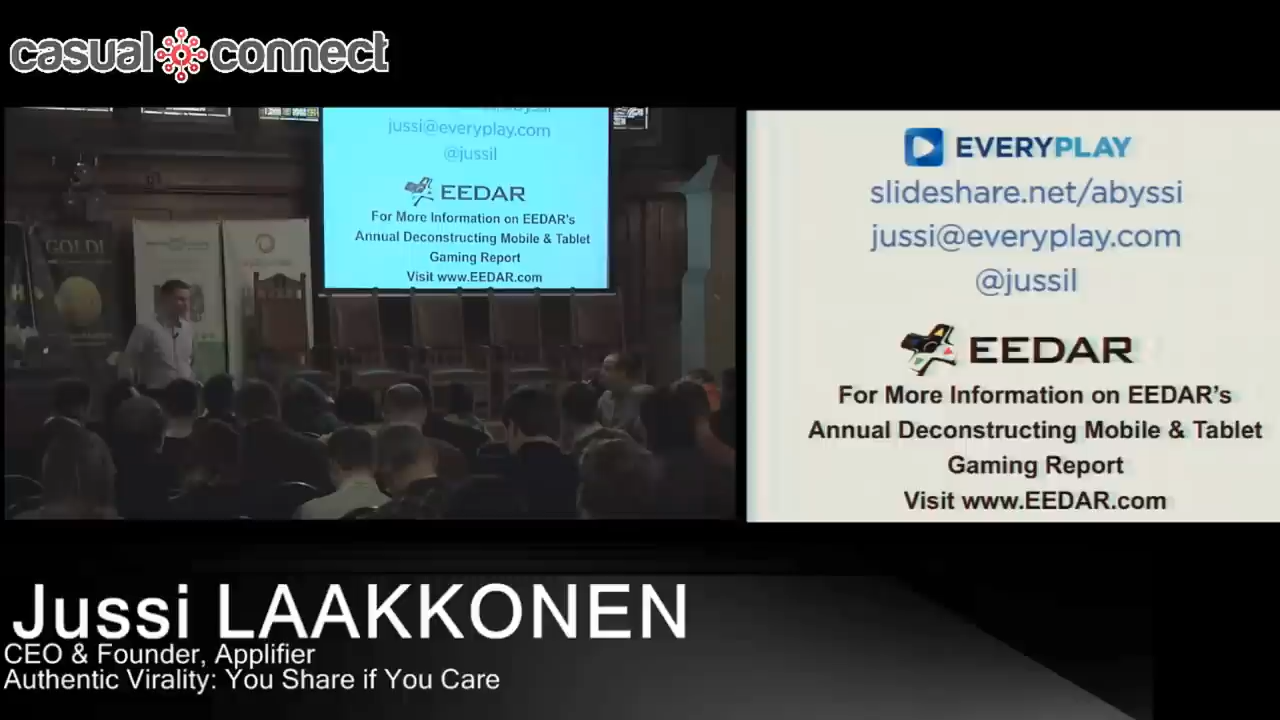 casual connect
jussi@everyplay.com
@jussil
EEDAR
For More Information on EEDAR's
Annual Deconstructing Mobile & Tablet
Gaming Report
Visit www.EEDAR.com
GOLDI
EVERYPLAY
slideshare.net/abyssi
jussi@everyplay.com
@jussil
EEDAR
For More Information on EEDAR's
Annual Deconstructing Mobile & Tablet
Gaming Report
Visit www.EEDAR.com
Jussi LAAKKONEN
CEO & Founder, Applifier
Authentic Virality: You Share if You Care